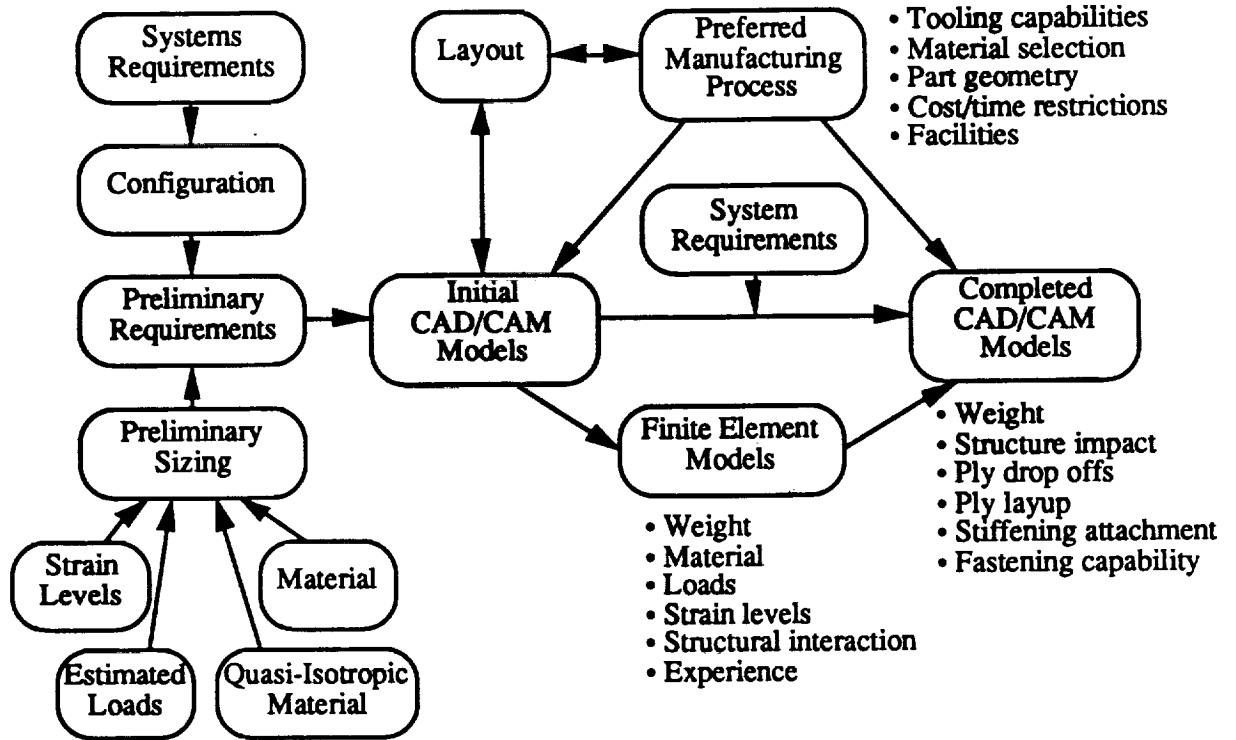 Systems
Requirements
Configuration
Preliminary
Requirements
Preliminary
Sizing
Strain
Levels
Material
Estimated
Loads
Quasi-Isotropic
Material
Layout
Preferred
Manufacturing
Process
• Tooling capabilities
• Material selection
• Part geometry
• Cost/time restrictions
• Facilities
System
Requirements
Initial
CAD/CAM
Models
Completed
CAD/CAM
Models
Finite Element
Models
• Weight
• Material
• Loads
• Strain levels
• Structural interaction
• Experience
• Weight
• Structure impact
• Ply drop offs
• Ply layup
• Stiffening attachment
• Fastening capability